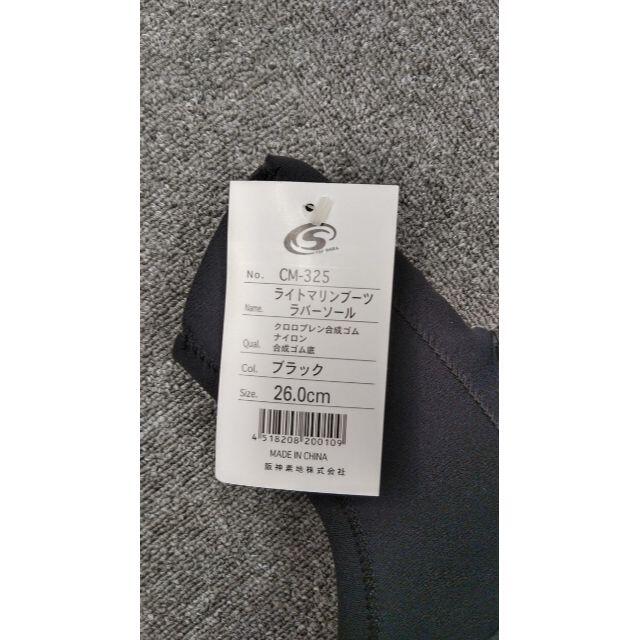 No. CM-325
Name. ライトマリンブーツ
ラバーソール
Qual. クロロプレン合成ゴム
ナイロン
合成ゴム底
Col. ブラック
Size. 26.0cm
4 518208 200109
MADE IN CHINA
阪神素地株式会社